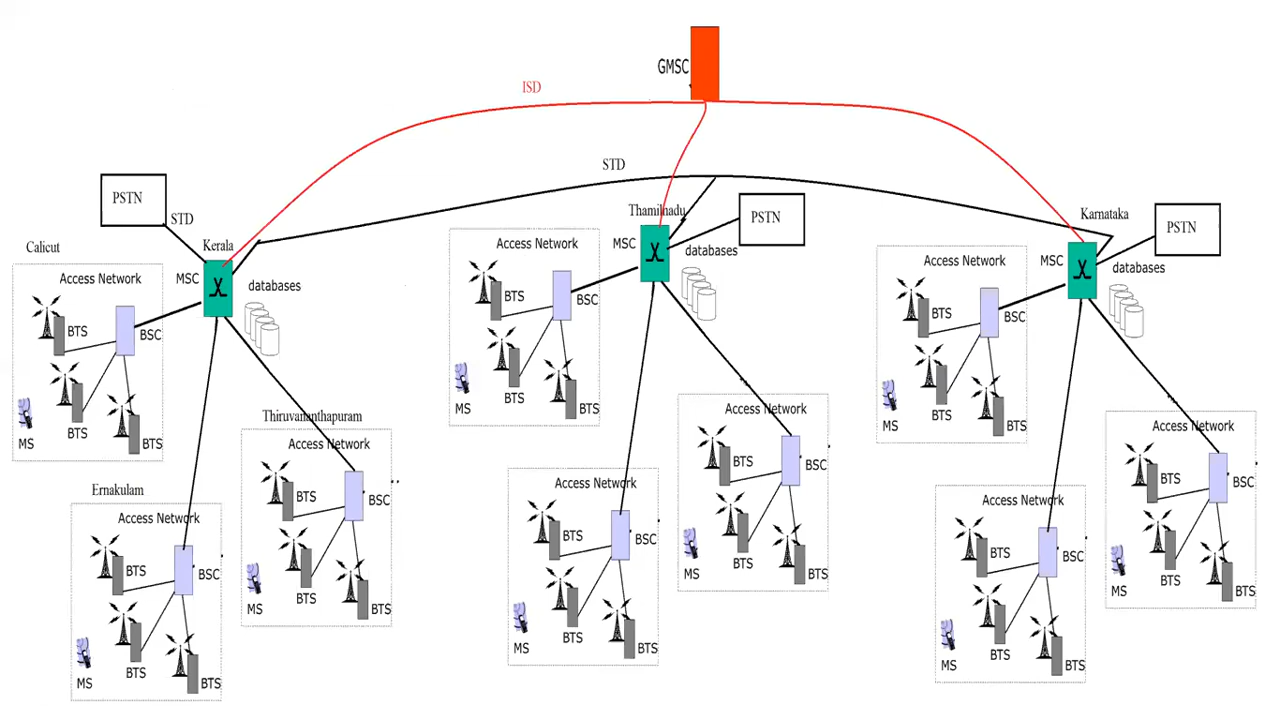 GMSC
ISD
STD
PSTN
STD
Kerala
MSC
databases
Calicut
Access Network
BTS
BSC
BTS
BTS
MS
Thiruvananthapuram
Access Network
BTS
BSC
BTS
BTS
MS
Ernakulam
Access Network
BTS
BSC
BTS
BTS
MS
Thamilnadu
PSTN
MSC
databases
Access Network
BTS
BSC
BTS
BTS
MS
Access Network
BTS
BSC
BTS
BTS
MS
Access Network
BTS
BSC
BTS
BTS
MS
Karnataka
PSTN
MSC
databases
Access Network
BTS
BSC
BTS
BTS
MS
Access Network
BTS
BSC
BTS
BTS
MS
Access Network
BTS
BSC
BTS
BTS
MS